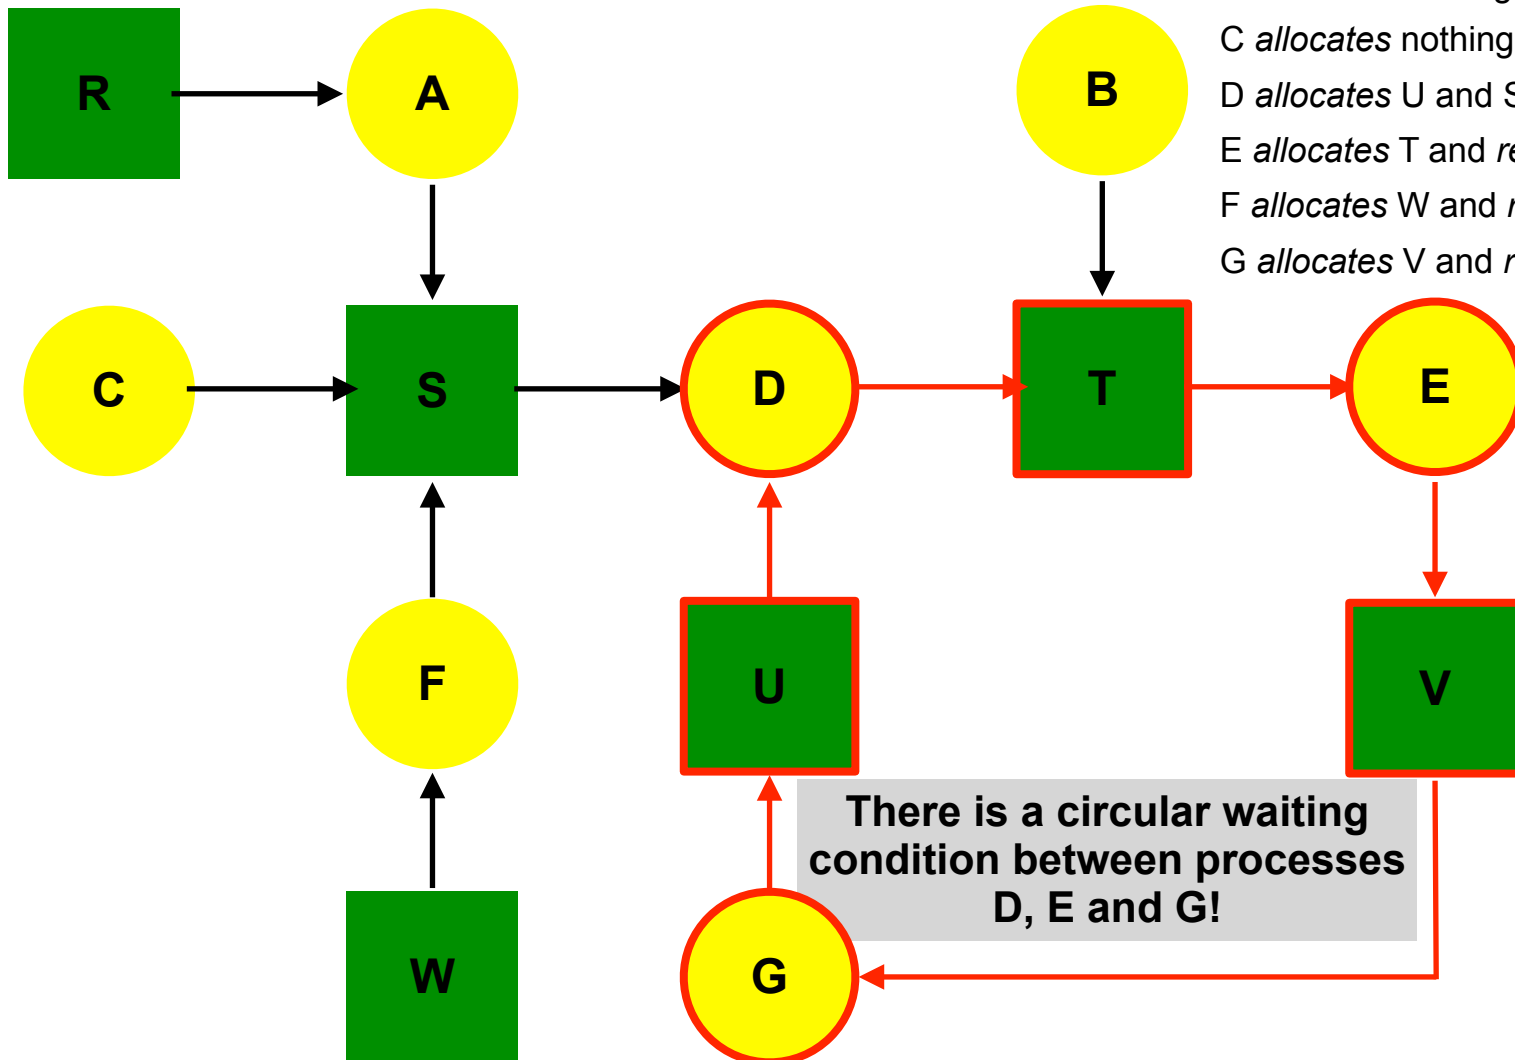 R
A
B
C allocates nothing
D allocates U and
E allocates T and
F allocates W and
G allocates V and
C
S
D
T
E
F
U
V
There is a circular waiting
condition between processes
D, E and G!
W
G